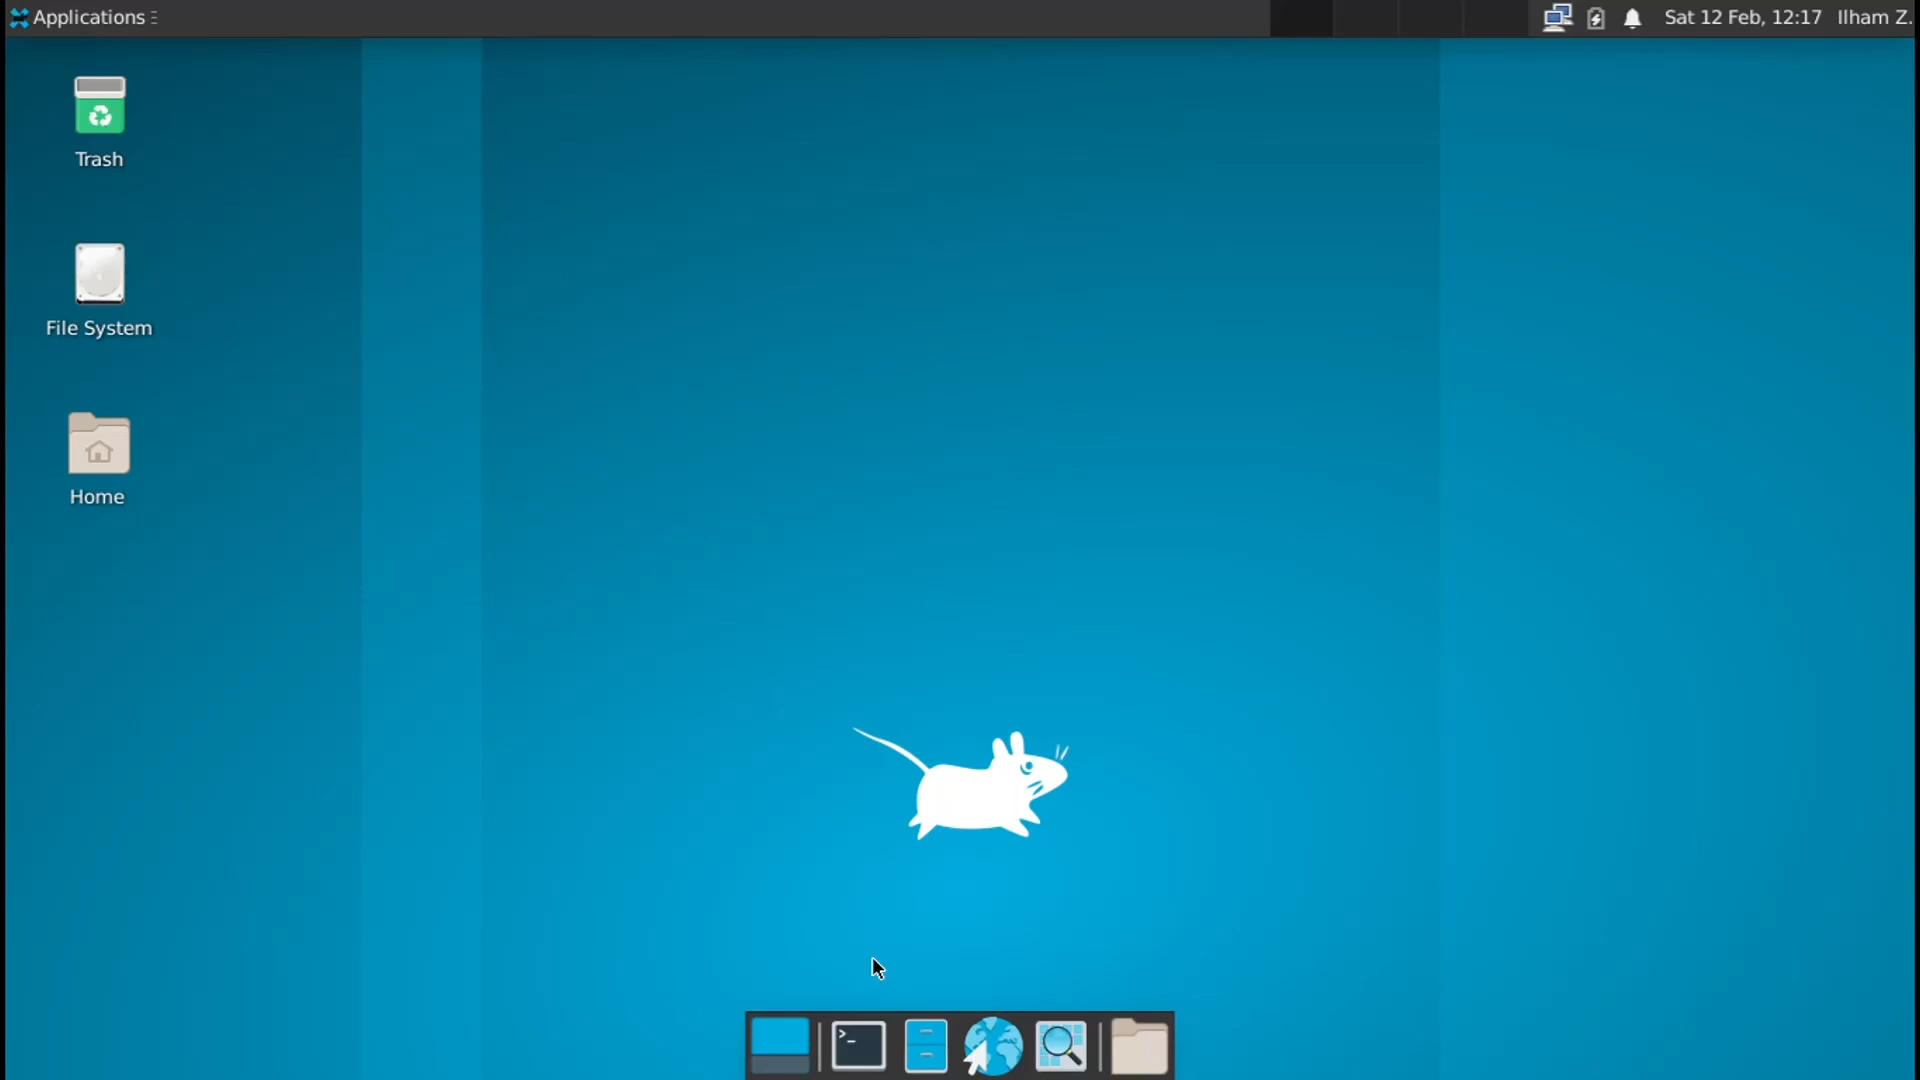 Applications
Sat 12 Feb, 12:17
Ilham Z.
Trash
File System
Home
>_